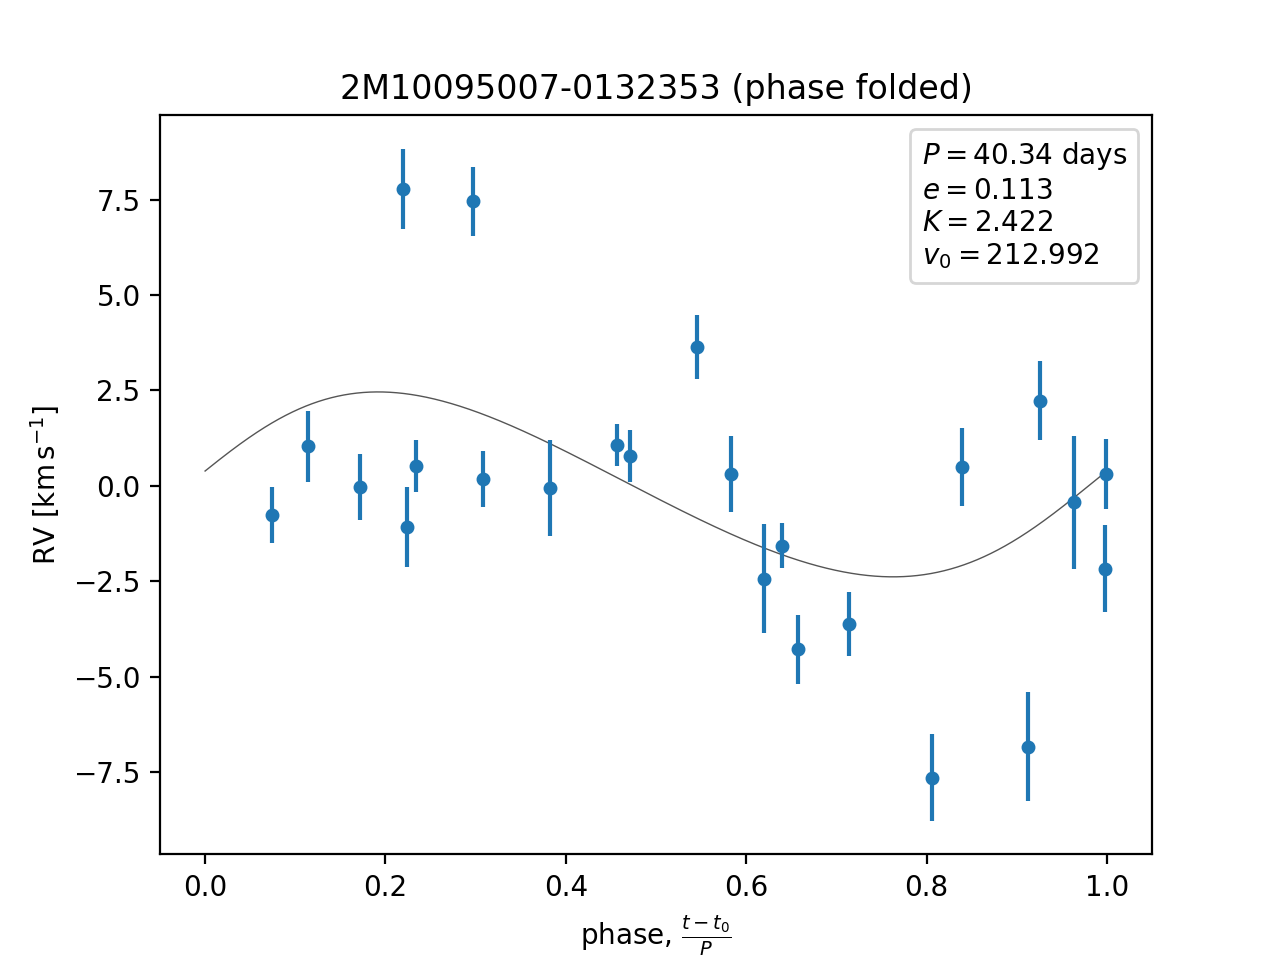 2M10095007-0132353 (phase folded)
P = 40.34 days
e = 0.113
K = 2.422
v₀ = 212.992
7.5
5.0
2.5
0.0
−2.5
−5.0
−7.5
RV [km s⁻¹]
0.0 0.2 0.4 0.6 0.8 1.0
phase, (t − t₀)/P